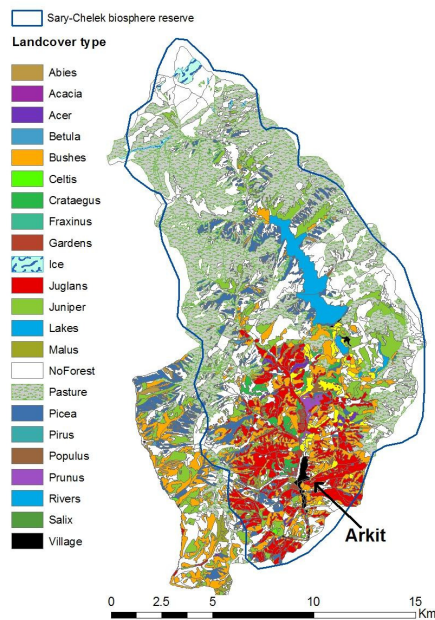 Sary-Chelek biosphere reserve
Landcover type
Abies
Acacia
Acer
Betula
Bushes
Celtis
Crataegus
Fraxinus
Gardens
Ice
Juglans
Juniper
Lakes
Malus
NoForest
Pasture
Picea
Pirus
Populus
Prunus
Rivers
Salix
Village
Arkit
0 2.5 5 10 15
Km